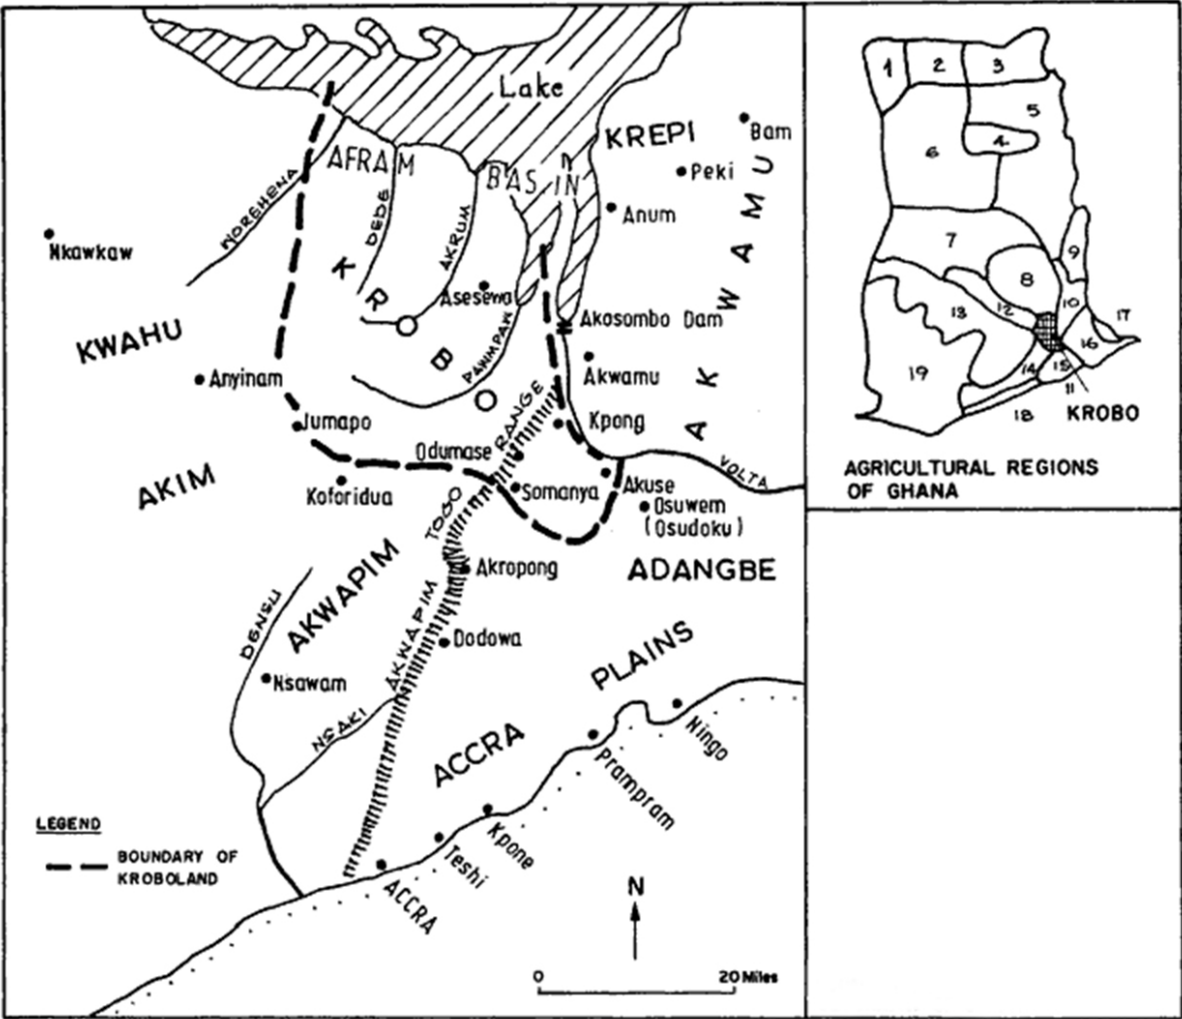 Lake
KREPI
Bam
AFRAM
BASIN
Peki
MOREHENA
DEDE
AKRUM
Anum
Nkawkaw
KROBO
Asesewa
AKWAMU
Akosombo Dam
KWAHU
PAWMPAW
Anyinam
Akwamu
RANGE
Jumapo
Kpong
Odumase
VOLTA
AKIM
Koforidua
Somanya
Akuse
TOGO
Osuwem
(Osudoku)
AKWAPIM
Akropong
ADANGBE
DENSU
AKWAPIM
Dodowa
PLAINS
Nsawam
NSAKI
Ningo
ACCRA
Prampram
LEGEND
Kpone
BOUNDARY OF
KROBOLAND
Teshi
ACCRA
N
0 20 Miles
1 2 3
5
4
6
7
8 9
10
13 12 17
16
19 14 15
11
18 KROBO
AGRICULTURAL REGIONS
OF GHANA